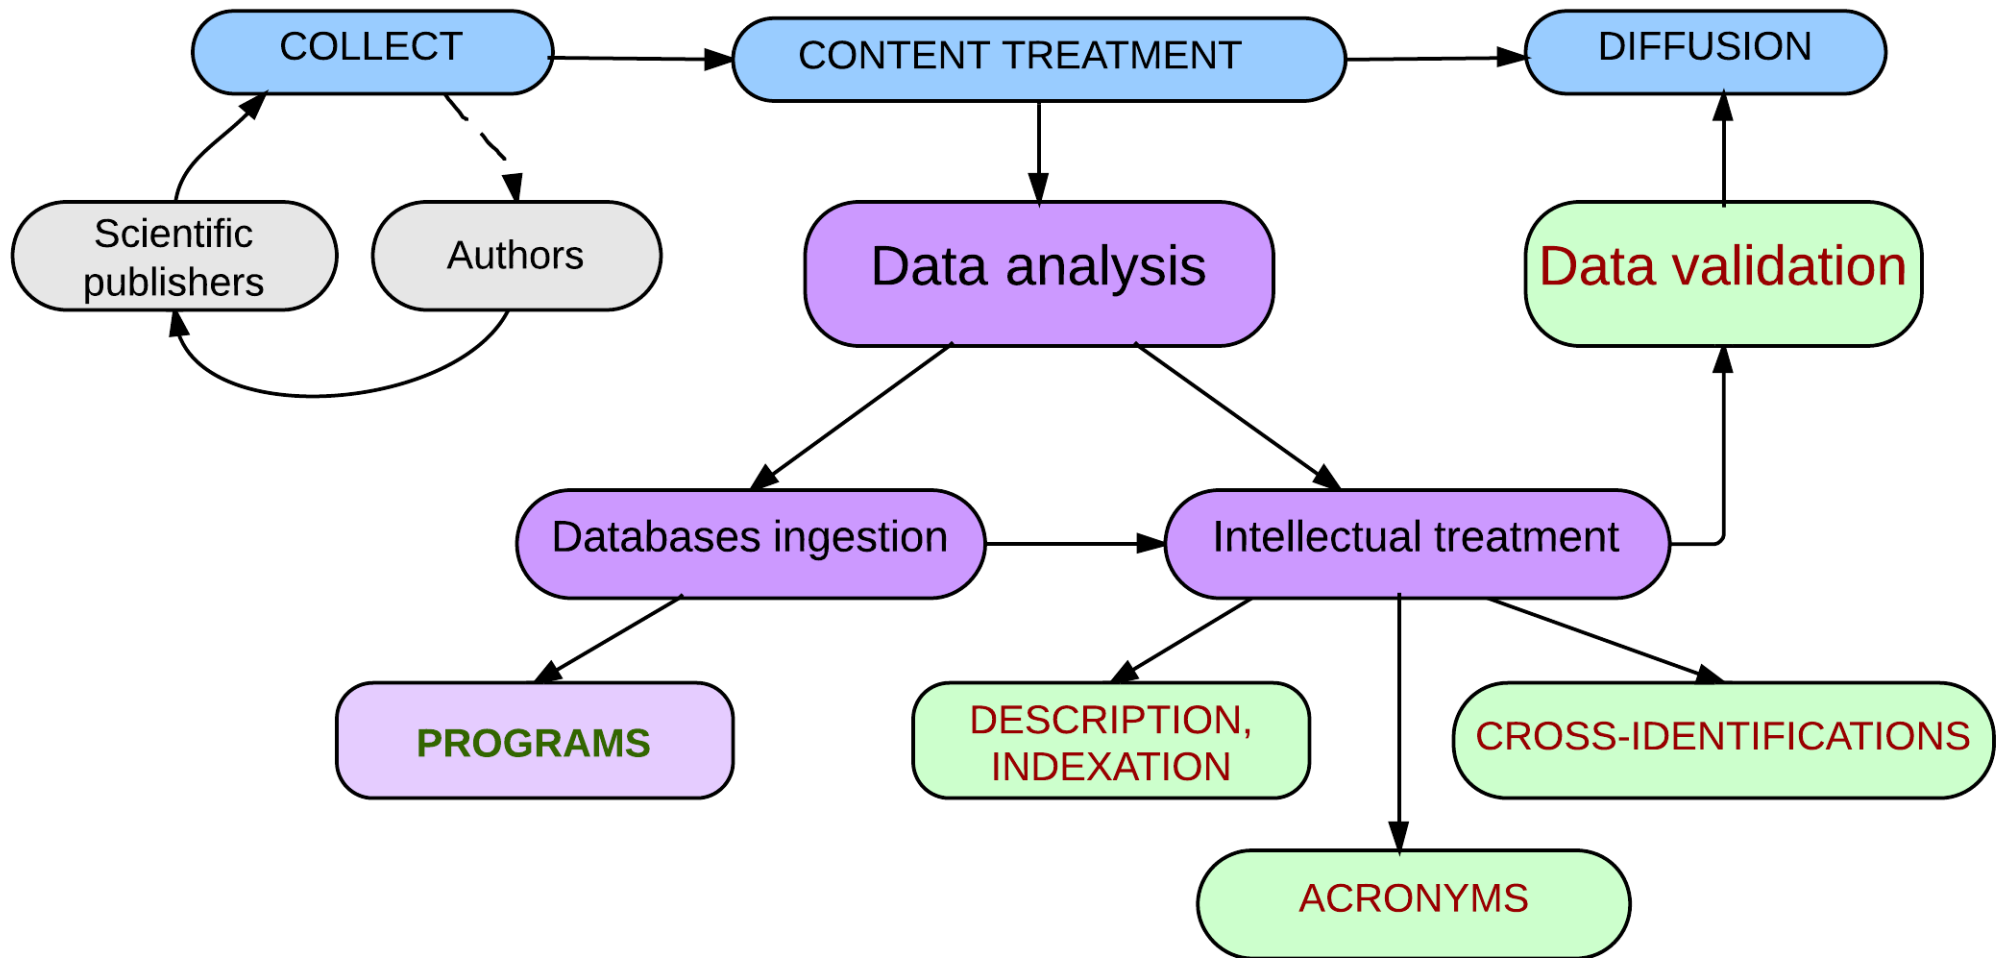 COLLECT
CONTENT TREATMENT
DIFFUSION
Scientific
publishers
Authors
Data analysis
Data validation
Databases ingestion
Intellectual treatment
PROGRAMS
DESCRIPTION,
INDEXATION
CROSS-IDENTIFICATIONS
ACRONYMS